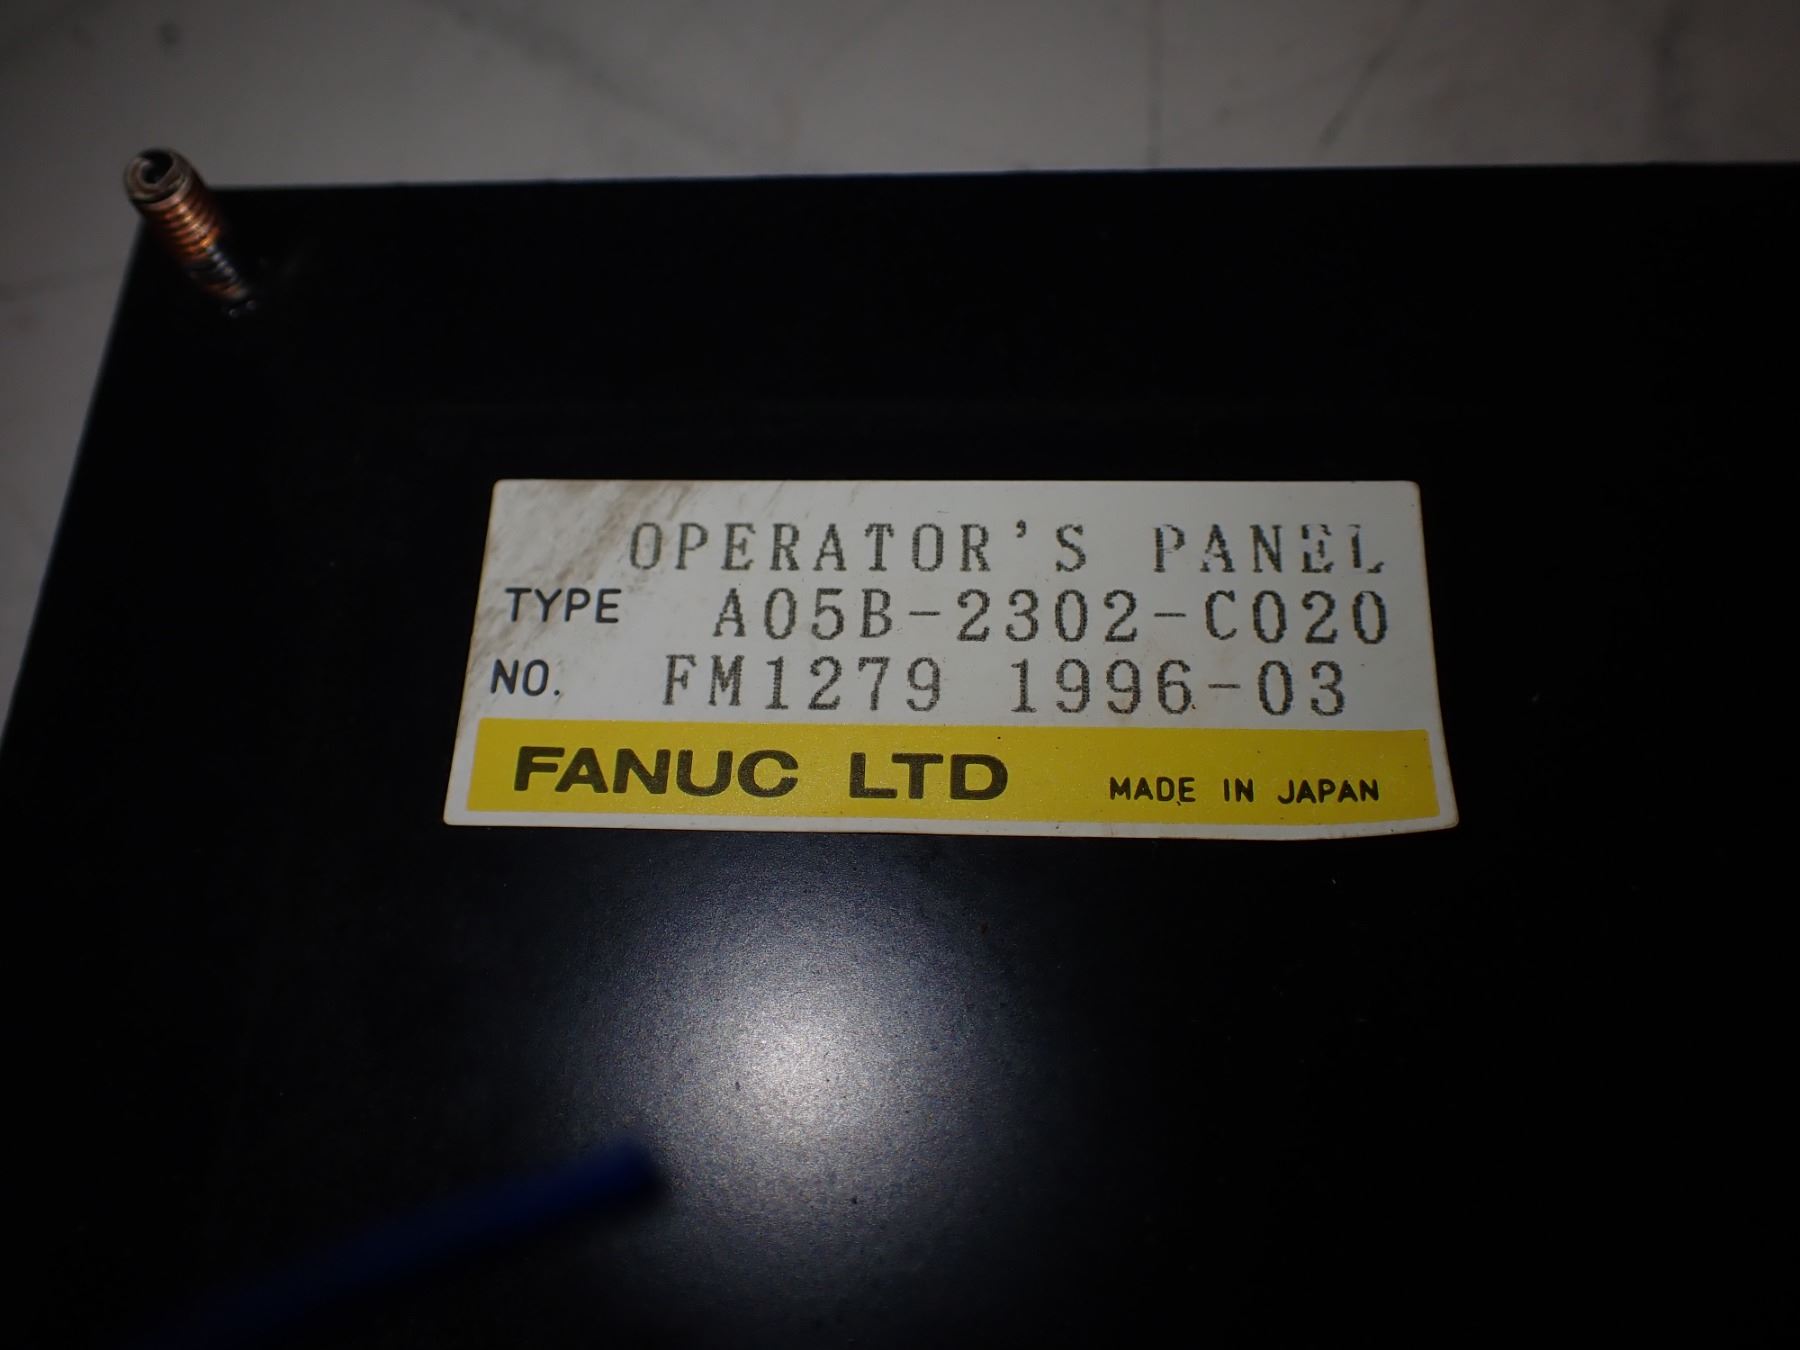 OPERATOR'S PANEL
TYPE A05B-2302-C020
NO. FM1279 1996-03
FANUC LTD MADE IN JAPAN